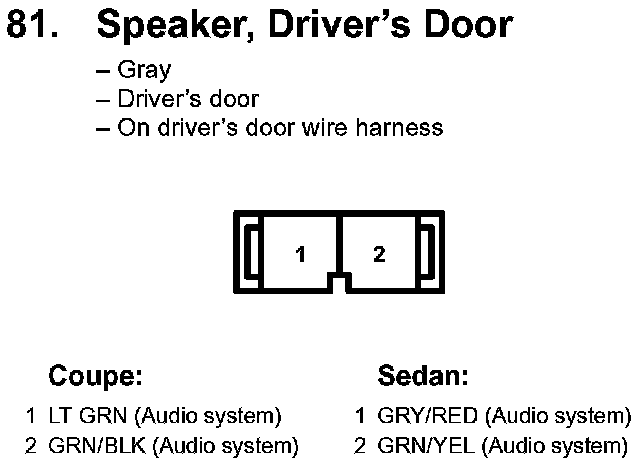 81. Speaker, Driver's Door
– Gray
– Driver's door
– On driver's door wire harness
1 2
Coupe:
1 LT GRN (Audio system)
2 GRN/BLK (Audio system)
Sedan:
1 GRY/RED (Audio system)
2 GRN/YEL (Audio system)